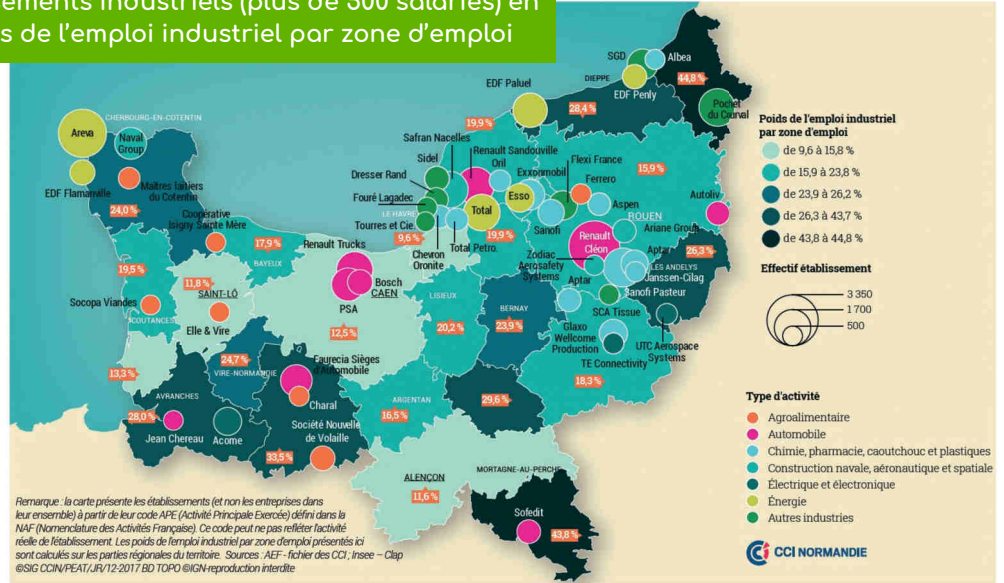 ements industriels (plus de 300 salariés) en
s de l’emploi industriel par zone d’emploi
SGD
Albea
44,8 %
DIEPPE
EDF Penly
EDF Paluel
28,4 %
Pochet
du Courval
19,9 %
CHERBOURG-EN-COTENTIN
Areva
Naval
Group
EDF Flamanville
Maîtres laitiers
du Cotentin
24,0 %
Coopérative
Isigny Sainte Mère
Safran Nacelles
Renault Sandouville
Sidel
Oril
Flexi France
Exxonmobil
Ferrero
15,9 %
Dresser Rand
Esso
Aspen
Autoliv
Fouré Lagadec
Total
LE HAVRE
ROUEN
Tourres et Cie.
Sanofi
Ariane Group
9,6 %
19,9 %
Renault
Cléon
Total Petro.
Chevron
Oronite
Zodiac
Aerosafety
Systems
Aptar
26,3 %
LES ANDELYS
Janssen-Cilag
Aptar
Sanofi Pasteur
SCA Tissue
Glaxo
Wellcome
Production
UTC Aerospace
Systems
TE Connectivity
18,3 %
17,9 %
BAYEUX
Renault Trucks
Bosch
CAEN
PSA
12,5 %
LISIEUX
20,2 %
BERNAY
23,9 %
19,5 %
11,8 %
SAINT-LÔ
Socopa Viandes
COUTANCES
Elle & Vire
13,3 %
24,7 %
VIRE-NORMANDIE
Faurecia Sièges
d’Automobile
Charal
AVRANCHES
28,0 %
Jean Chereau
Acome
Société Nouvelle
de Volaille
33,5 %
ARGENTAN
16,5 %
29,6 %
ALENÇON
11,6 %
MORTAGNE-AU-PERCHE
Sofedit
43,8 %
Poids de l’emploi industriel
par zone d’emploi
de 9,6 à 15,8 %
de 15,9 à 23,8 %
de 23,9 à 26,2 %
de 26,3 à 43,7 %
de 43,8 à 44,8 %
Effectif établissement
3 350
1 700
500
Type d’activité
Agroalimentaire
Automobile
Chimie, pharmacie, caoutchouc et plastiques
Construction navale, aéronautique et spatiale
Électrique et électronique
Énergie
Autres industries
CCI NORMANDIE
Remarque : la carte présente les établissements (et non les entreprises dans
leur ensemble) à partir de leur code APE (Activité Principale Exercée) défini dans la
NAF (Nomenclature des Activités Française). Ce code peut ne pas refléter l’activité
réelle de l’établissement. Les poids de l’emploi industriel par zone d’emploi présentés ici
sont calculés sur les parties régionales du territoire. Sources : AEF - fichier des CCI ; Insee – Clap
©SIG CCIN/PEAT/JR/12-2017 BD TOPO ©IGN-reproduction interdite